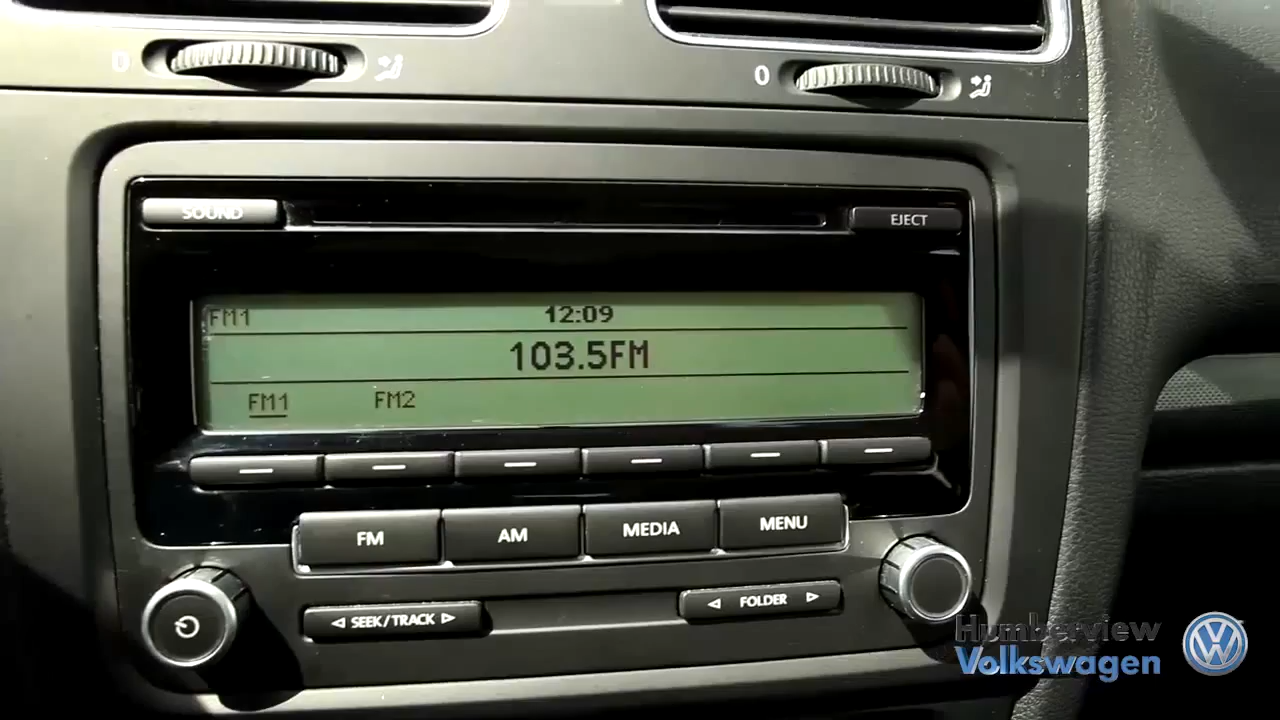 0
0
SOUND
EJECT
FM1
12:09
103.5FM
FM1 FM2
FM AM MEDIA MENU
SEEK/TRACK
FOLDER
Humberview
Volkswagen